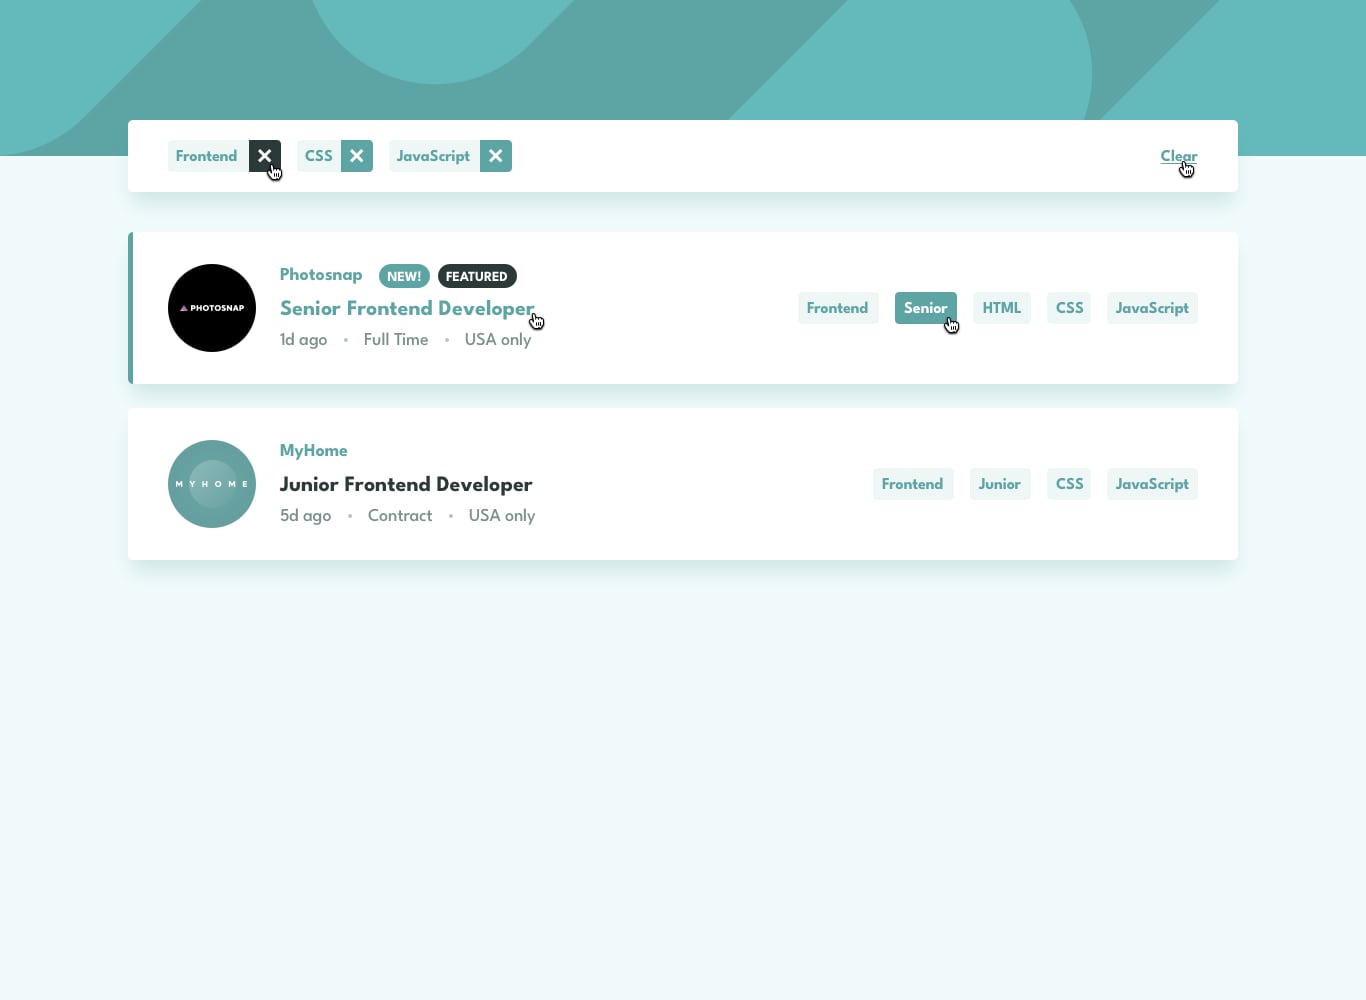 Frontend CSS JavaScript Clear
Photosnap NEW! FEATURED
PHOTOSNAP
Senior Frontend Developer
Frontend Senior HTML CSS JavaScript
1d ago • Full Time • USA only
MyHome
MYHOME
Junior Frontend Developer
Frontend Junior CSS JavaScript
5d ago • Contract • USA only